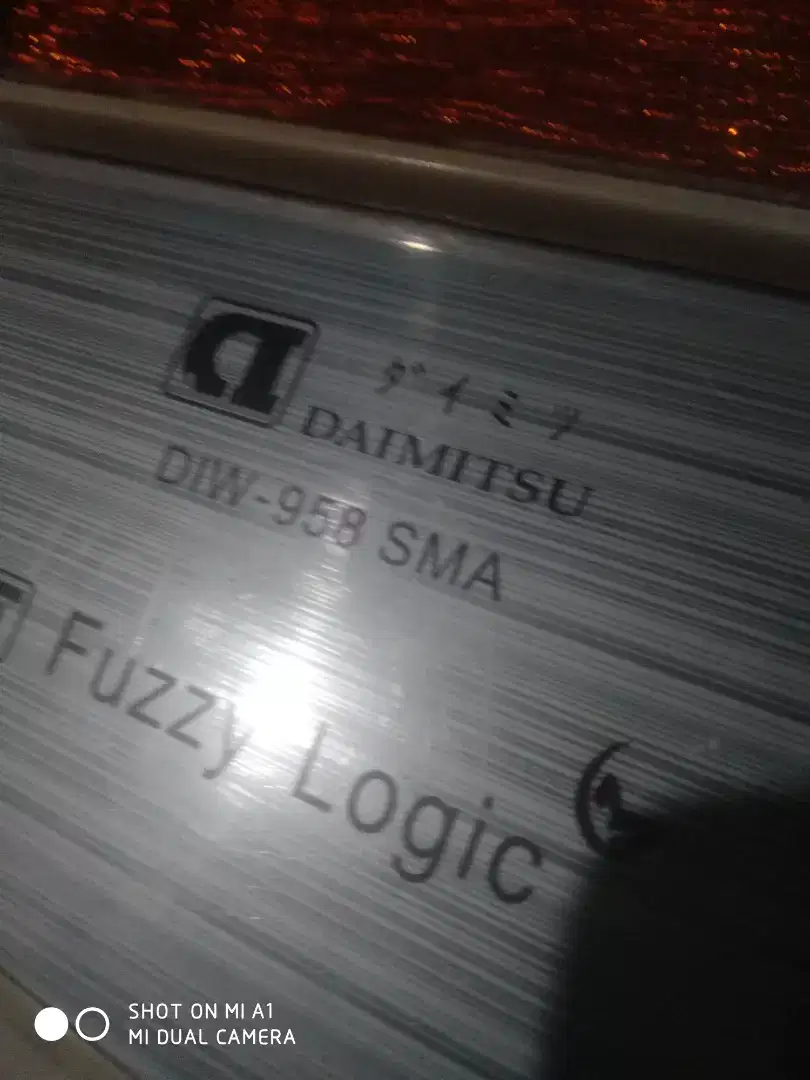 ダイミツ
DAIMITSU
DIW-958 SMA
Fuzzy Logic
SHOT ON MI A1
MI DUAL CAMERA